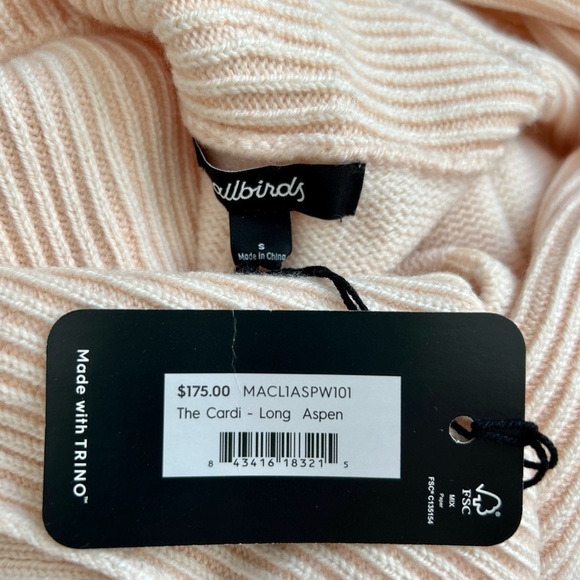 allbirds
S
Made in China
Made with TRINO™
$175.00 MACL1ASPW101
The Cardi - Long Aspen
8 43416 18321 5
FSC
MIX
Paper
FSC® C135154